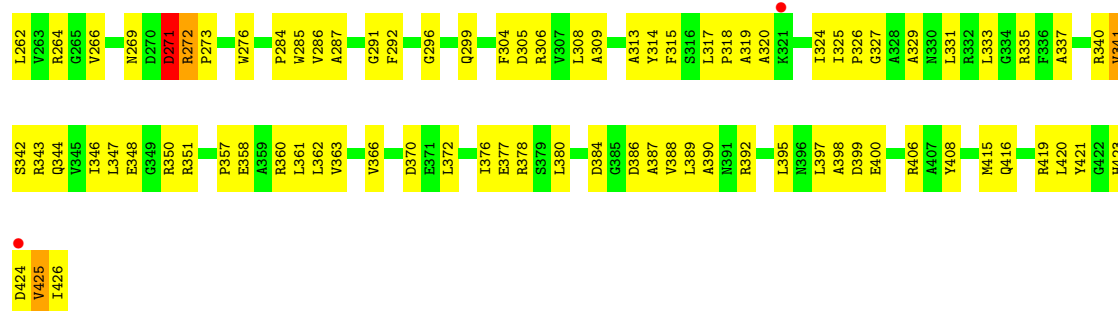 L262 V263 R264 G265 V266 N269 D270 D271 R272 P273 W276 P284 W285 V286 A287 G291 F292 G296 Q299 F304 D305 R306 V307 L308 A309 A313 Y314 F315 S316 L317 P318 A319 A320 K321 I324 I325 P326 G327 A328 A329 N330 L331 R332 L333 G334 R335 F336 A337 R340 V341
S342 R343 Q344 V345 I346 L347 E348 G349 R350 R351 P357 E358 A359 R360 L361 L362 V363 V366 D370 E371 L372 I376 E377 R378 S379 L380 D384 G385 D386 A387 V388 L389 A390 N391 R392 L395 N396 L397 A398 D399 E400 R406 A407 Y408 M415 Q416 R419 L420 Y421 G422 H423
D424 V425 I426